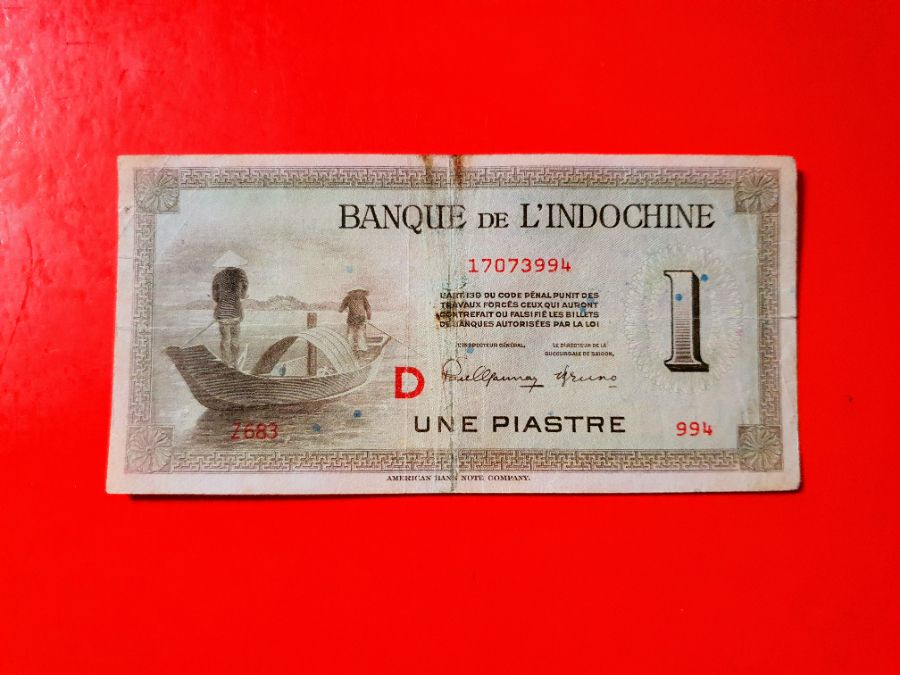 BANQUE DE L'INDOCHINE
17073994
L'ART. 139 DU CODE PÉNAL PUNIT DES
TRAVAUX FORCÉS CEUX QUI AURONT
CONTREFAIT OU FALSIFIÉ LES BILLETS
DE BANQUES AUTORISÉES PAR LA LOI
1
L'INSPECTEUR GÉNÉRAL,
LE DIRECTEUR DE LA
SUCCURSALE DE SAIGON,
D
UNE PIASTRE
Z683
994
AMERICAN BANK NOTE COMPANY.